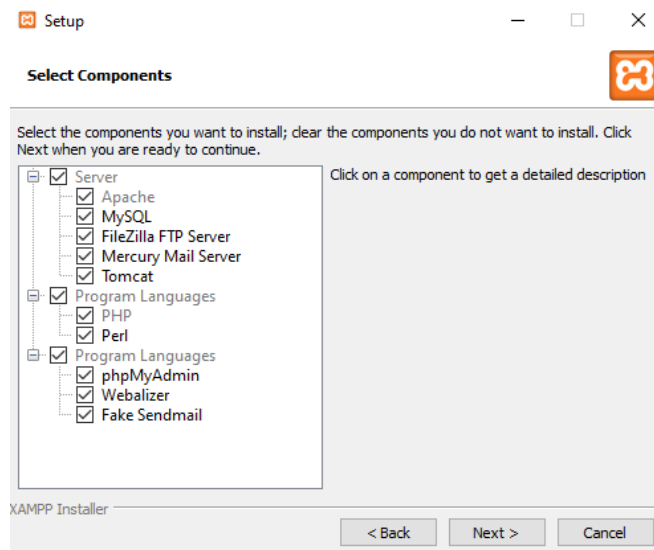 Setup
Select Components
Select the components you want to install; clear the components you do not want to install. Click
Next when you are ready to continue.
Click on a component to get a detailed description
Server
Apache
MySQL
FileZilla FTP Server
Mercury Mail Server
Tomcat
Program Languages
PHP
Perl
Program Languages
phpMyAdmin
Webalizer
Fake Sendmail
XAMPP Installer
< Back
Next >
Cancel